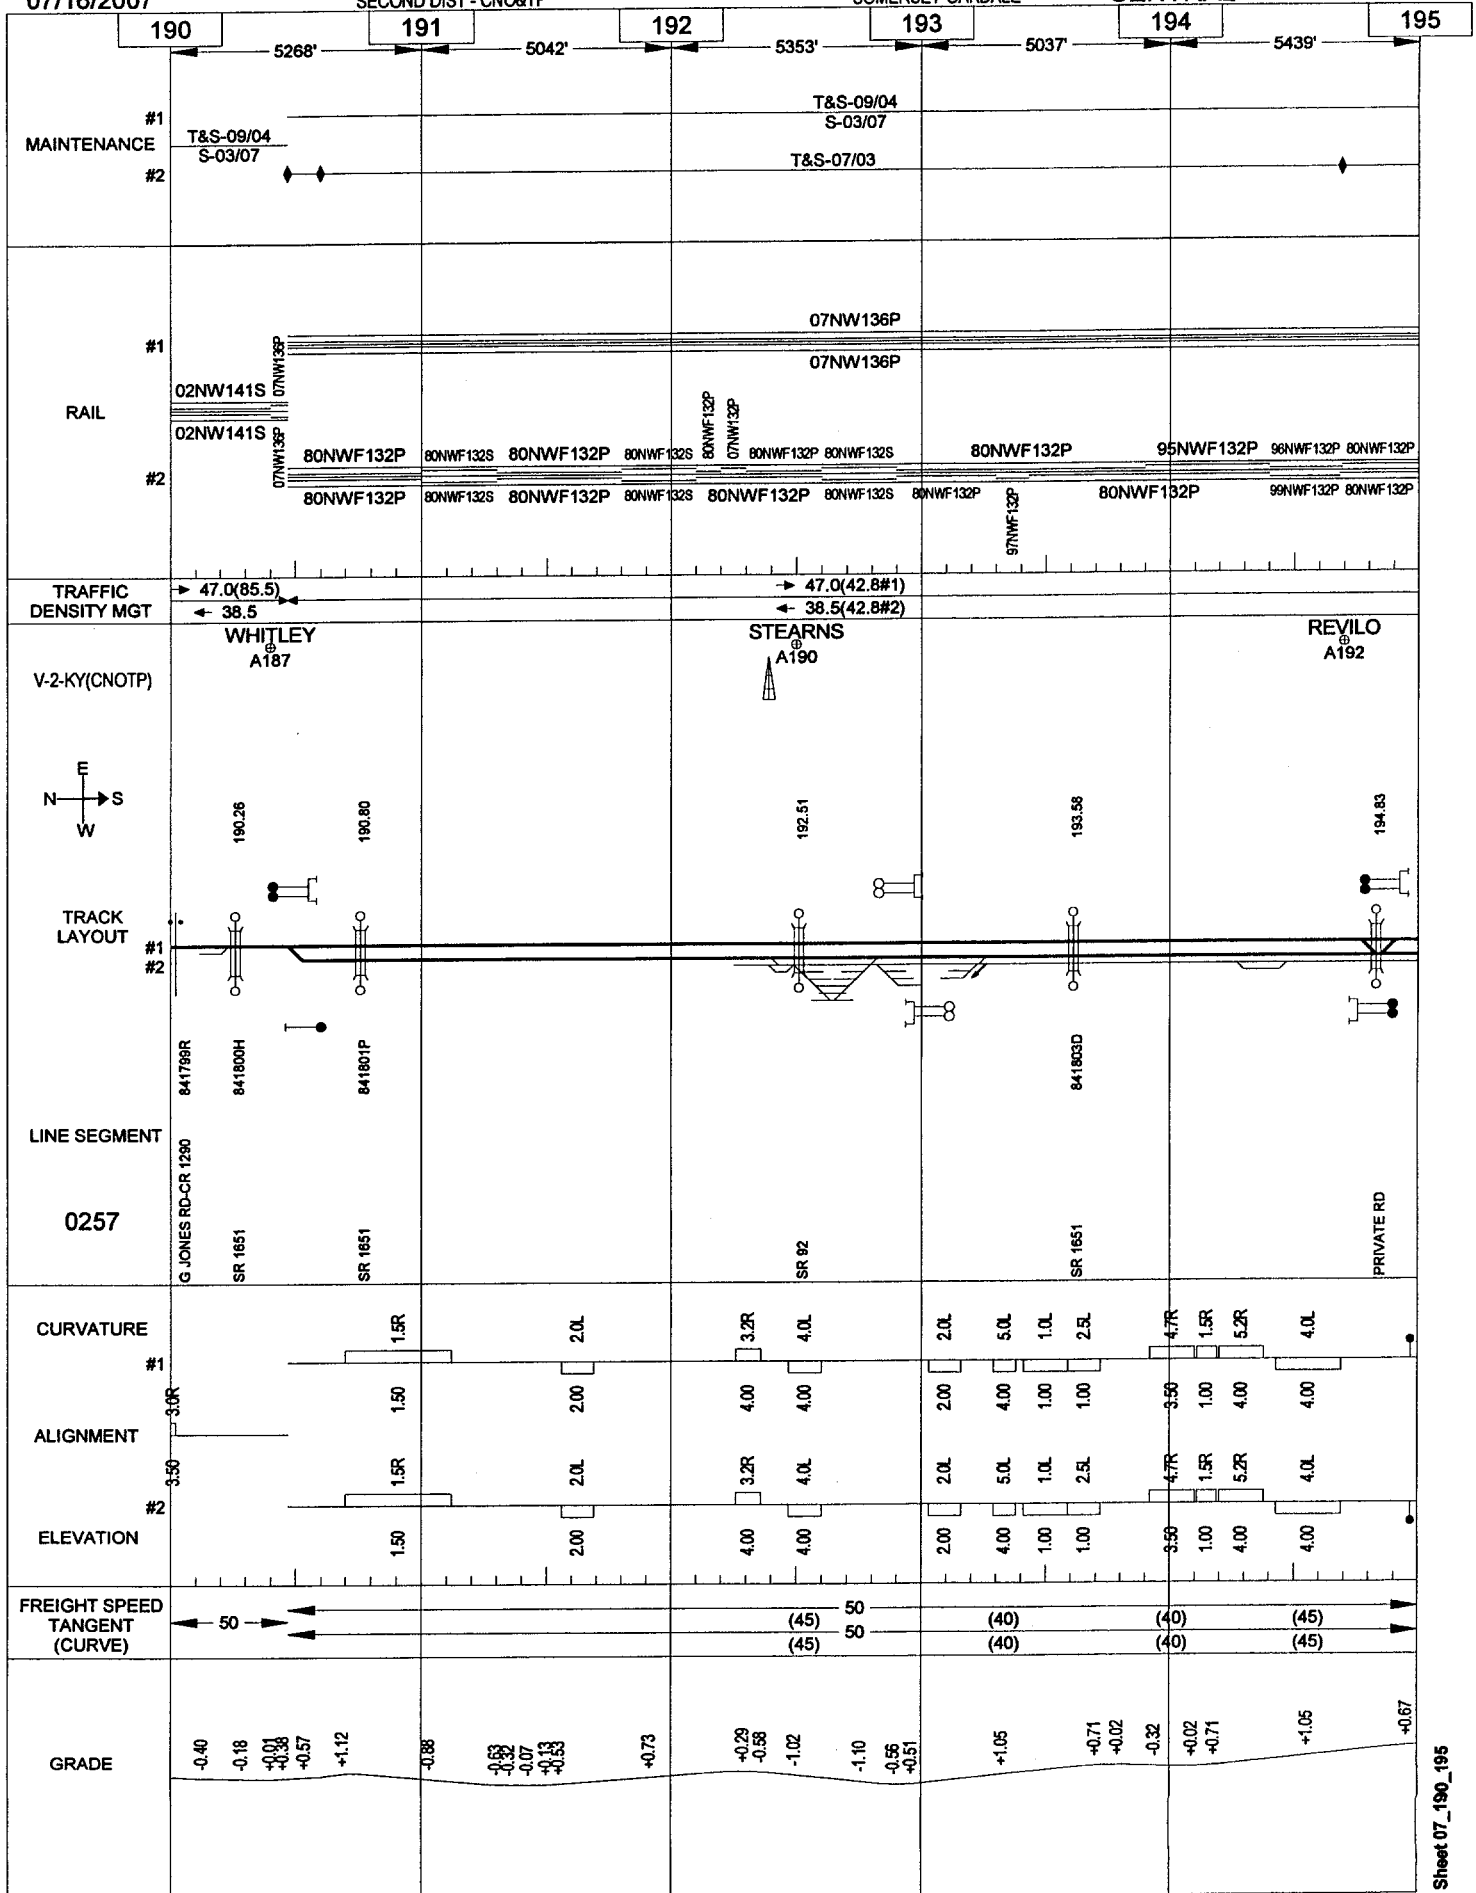 07/16/2007 SECOND DIST - CNO&TP
190 191 192 193 194 195
5268' 5042' 5353' 5037' 5439'
MAINTENANCE
#1
T&S-09/04
S-03/07
T&S-09/04
S-03/07
#2
T&S-07/03
RAIL
#1
07NW136P
07NW136P
02NW141S 07NW136P
02NW141S 07NW136P
#2
80NWF132P 80NWF132S 80NWF132P 80NWF132S 80NWF132P 07NW132P 80NWF132P 80NWF132S 80NWF132P 95NWF132P 96NWF132P 80NWF132P
80NWF132P 80NWF132S 80NWF132P 80NWF132S 80NWF132P 80NWF132S 80NWF132P 97NWF132P 80NWF132P 99NWF132P 80NWF132P
TRAFFIC
DENSITY MGT
47.0(85.5) 47.0(42.8#1)
38.5 38.5(42.8#2)
WHITLEY STEARNS REVILO
A187 A190 A192
V-2-KY(CNOTP)
E
N S
W
190.26 190.80 192.51 193.58 194.83
TRACK
LAYOUT
#1
#2
841799R 841800H 841801P 841803D
LINE SEGMENT
0257
G JONES RD-CR 1290 SR 1651 SR 1651 SR 92 SR 1651 PRIVATE RD
CURVATURE
1.5R 2.0L 3.2R 4.0L 2.0L 5.0L 1.0L 2.5L 4.7R 1.5R 5.2R 4.0L
#1
3.0R 1.50 2.00 4.00 4.00 2.00 4.00 1.00 1.00 3.50 1.00 4.00 4.00
ALIGNMENT
3.50 1.5R 2.0L 3.2R 4.0L 2.0L 5.0L 1.0L 2.5L 4.7R 1.5R 5.2R 4.0L
#2
ELEVATION
1.50 2.00 4.00 4.00 2.00 4.00 1.00 1.00 3.50 1.00 4.00 4.00
FREIGHT SPEED
TANGENT
(CURVE)
50 50
(45) (40) (40) (45)
50
(45) (40) (40) (45)
GRADE
-0.40 -0.18 +0.01 +0.38 +0.57 +1.12 -0.88 -0.63 -0.32 -0.07 +0.13 +0.53 +0.73 +0.29 -0.58 -1.02 -1.10 -0.56 +0.51 +1.05 +0.71 +0.02 -0.32 +0.02 +0.71 +1.05 +0.67
Sheet 07_190_195